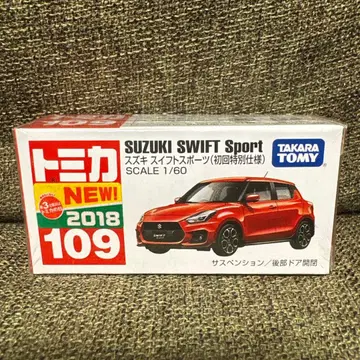 トミカ
NEW!
2018
109
SUZUKI SWIFT Sport
スズキ スイフトスポーツ(初回特別仕様)
SCALE 1/60
TAKARA
TOMY
サスペンション/後部ドア開閉